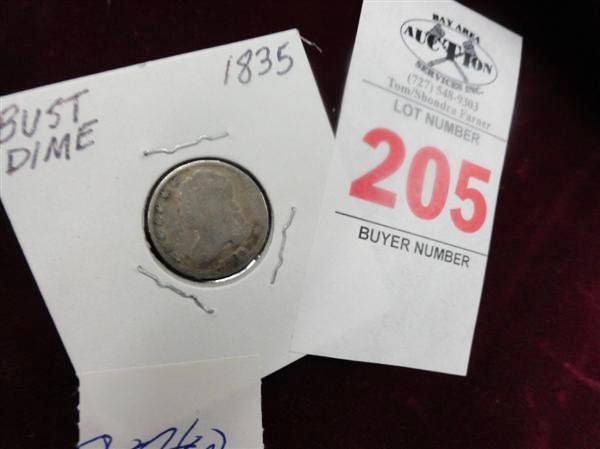 1835
BUST
DIME
BAY AREA
AUCTION
SERVICES INC.
(727) 548-9303
Tom/Shondra Farner
LOT NUMBER
205
BUYER NUMBER